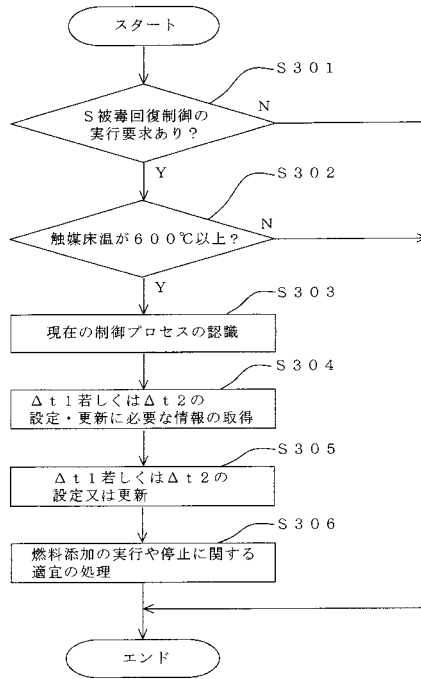 スタート
S301
S被毒回復制御の
実行要求あり?
N
Y
S302
触媒床温が600℃以上?
N
Y
S303
現在の制御プロセスの認識
S304
Δt1若しくはΔt2の
設定・更新に必要な情報の取得
S305
Δt1若しくはΔt2の
設定又は更新
S306
燃料添加の実行や停止に関する
適宜の処理
エンド